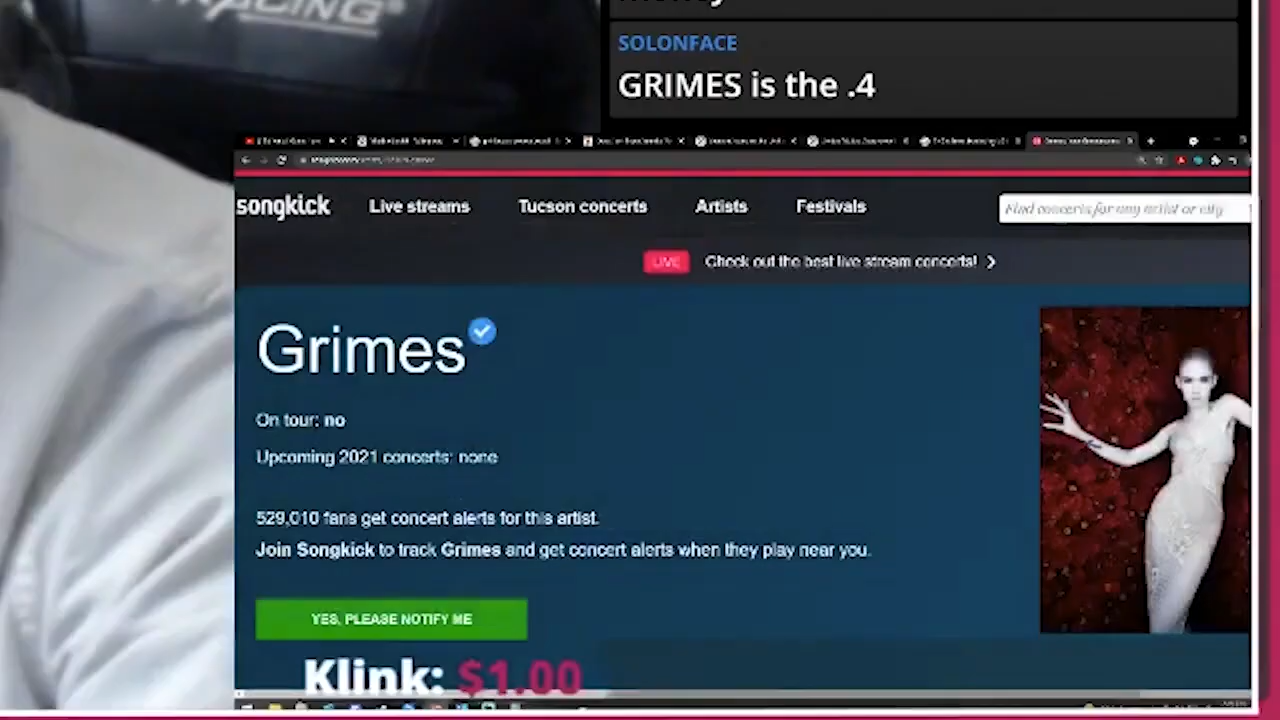 RACING
SOLONFACE
GRIMES is the .4
songkick
Live streams
Tucson concerts
Artists
Festivals
Find concerts for any artist or city
LIVE
Check out the best live stream concerts!
Grimes
On tour: no
Upcoming 2021 concerts: none
529,010 fans get concert alerts for this artist.
Join Songkick to track Grimes and get concert alerts when they play near you.
YES, PLEASE NOTIFY ME
Klink: $1.00